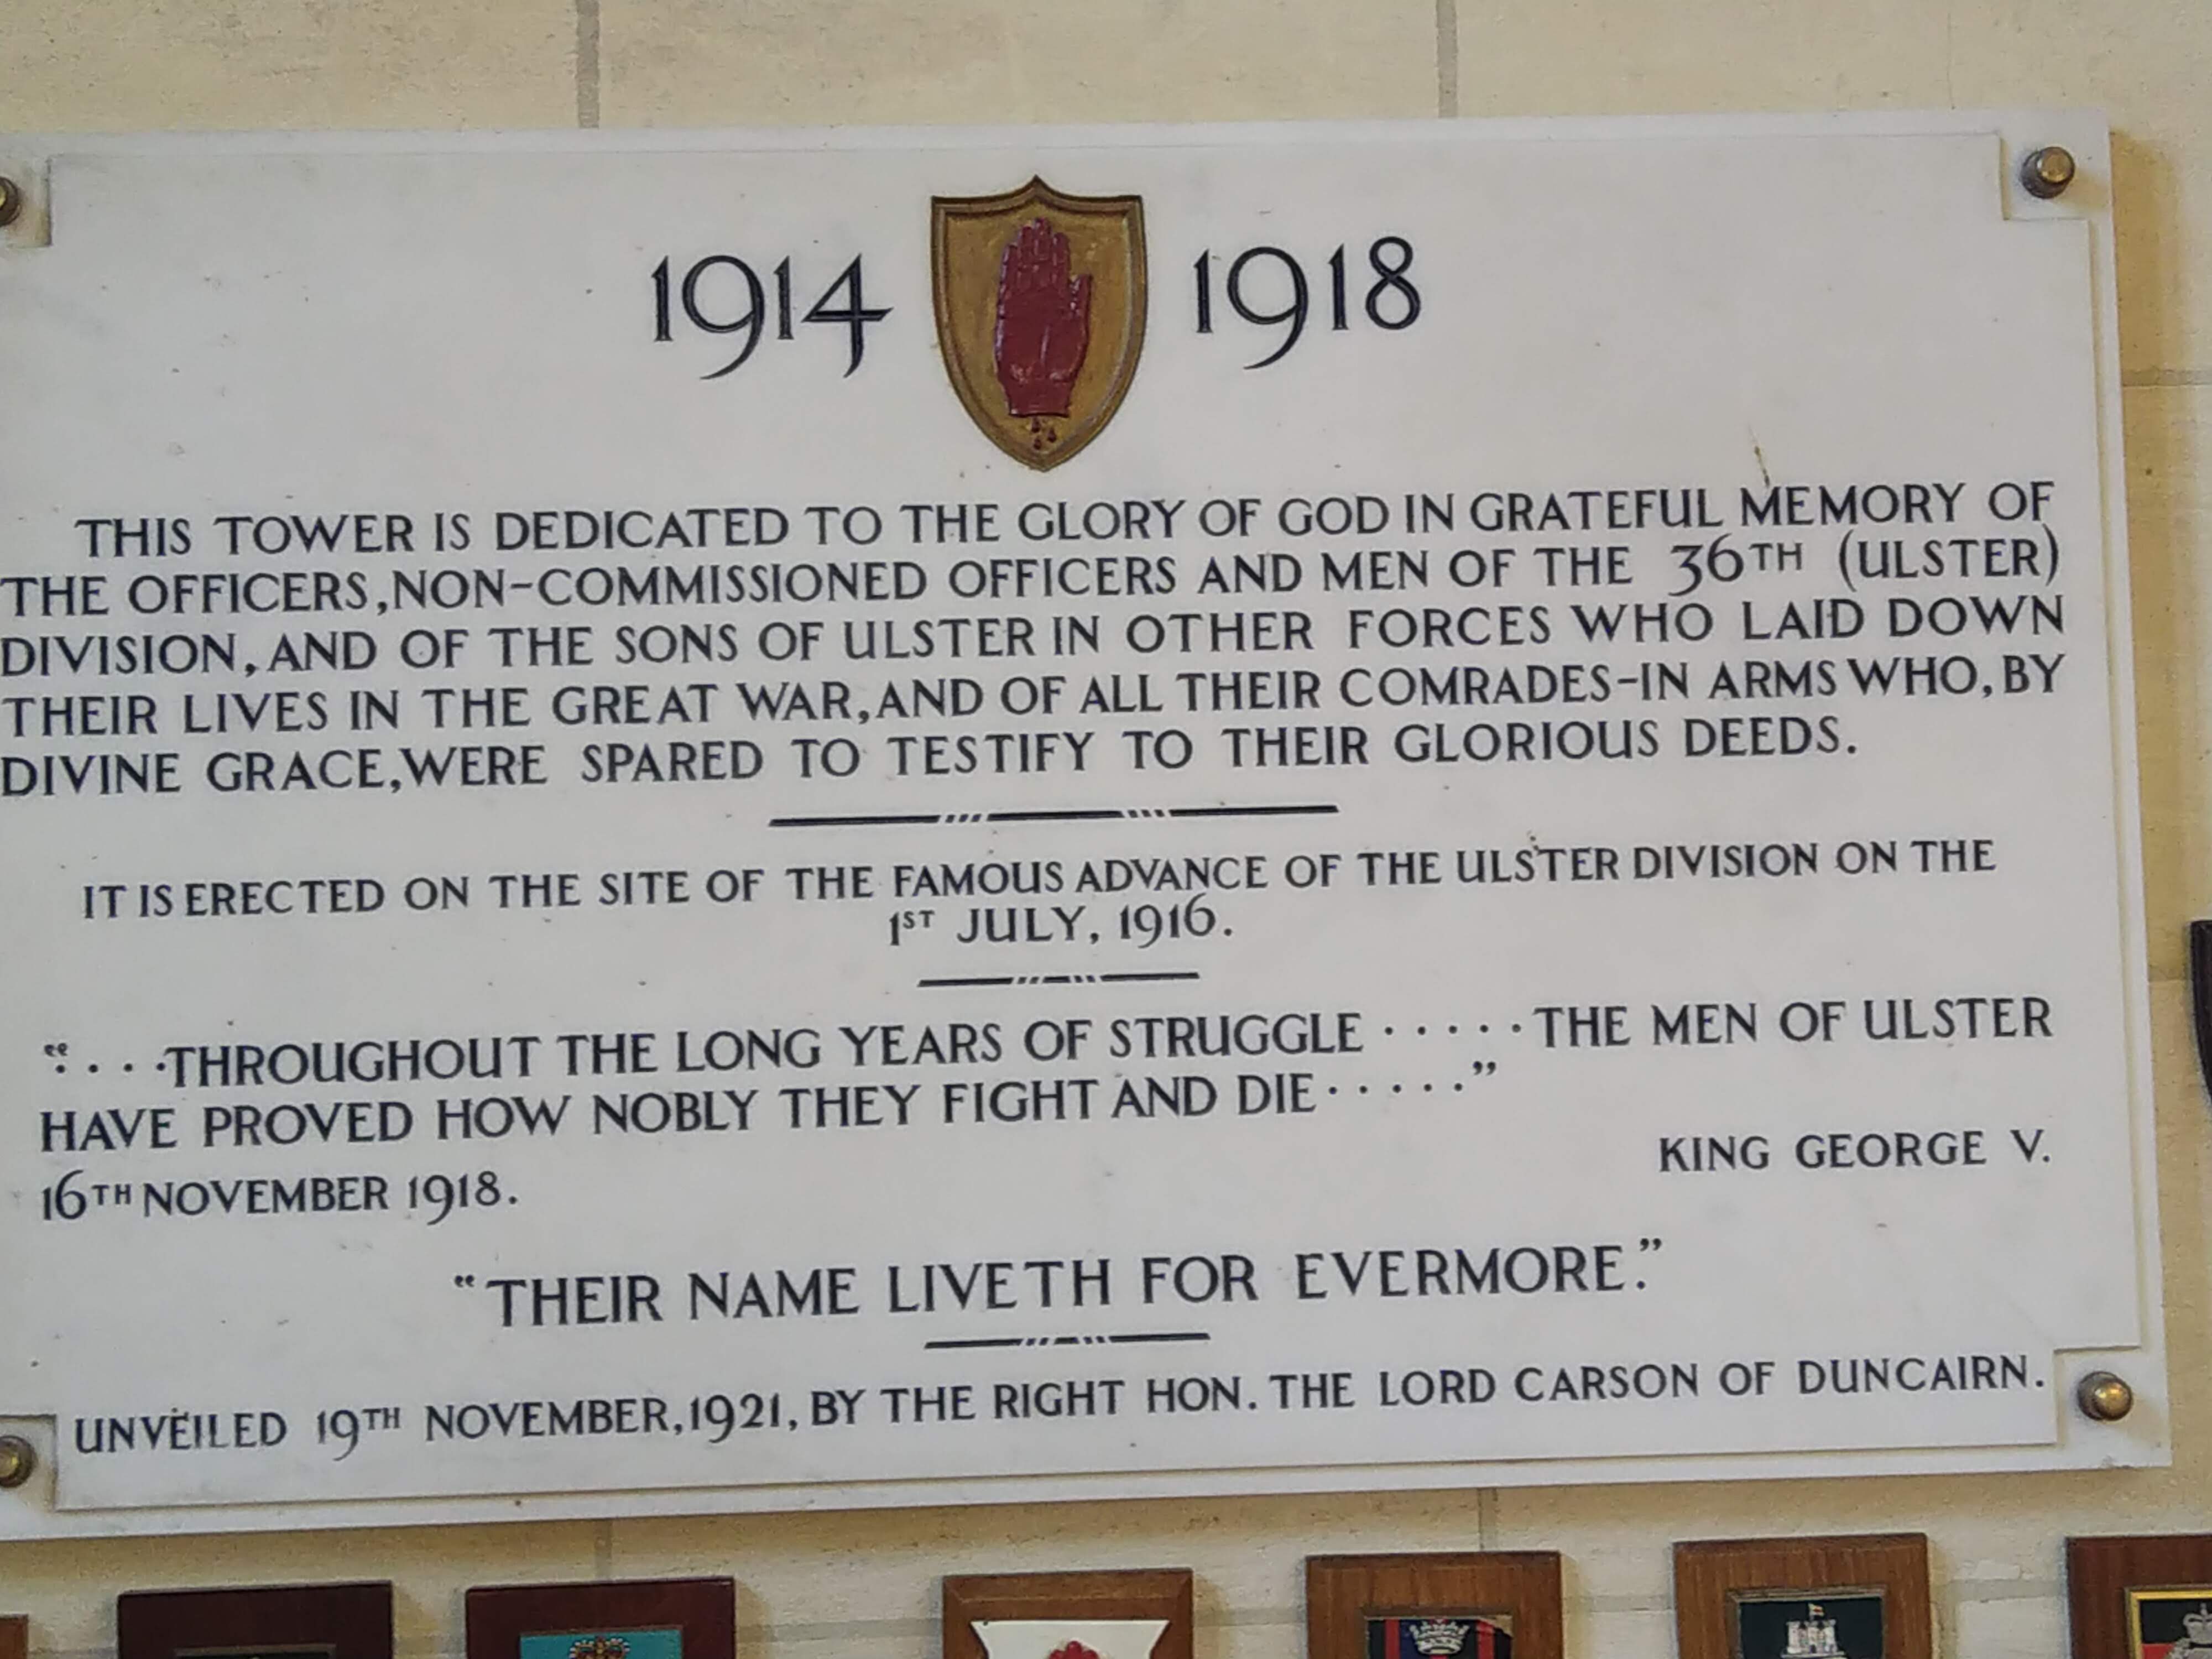 1914 1918
THIS TOWER IS DEDICATED TO THE GLORY OF GOD IN GRATEFUL MEMORY OF
THE OFFICERS, NON-COMMISSIONED OFFICERS AND MEN OF THE 36TH (ULSTER)
DIVISION, AND OF THE SONS OF ULSTER IN OTHER FORCES WHO LAID DOWN
THEIR LIVES IN THE GREAT WAR, AND OF ALL THEIR COMRADES-IN ARMS WHO, BY
DIVINE GRACE, WERE SPARED TO TESTIFY TO THEIR GLORIOUS DEEDS.
IT IS ERECTED ON THE SITE OF THE FAMOUS ADVANCE OF THE ULSTER DIVISION ON THE
1ST JULY, 1916.
“. . . .THROUGHOUT THE LONG YEARS OF STRUGGLE . . . . . THE MEN OF ULSTER
HAVE PROVED HOW NOBLY THEY FIGHT AND DIE . . . . . .”
KING GEORGE V.
16TH NOVEMBER 1918.
“THEIR NAME LIVETH FOR EVERMORE.”
UNVEILED 19TH NOVEMBER, 1921, BY THE RIGHT HON. THE LORD CARSON OF DUNCAIRN.